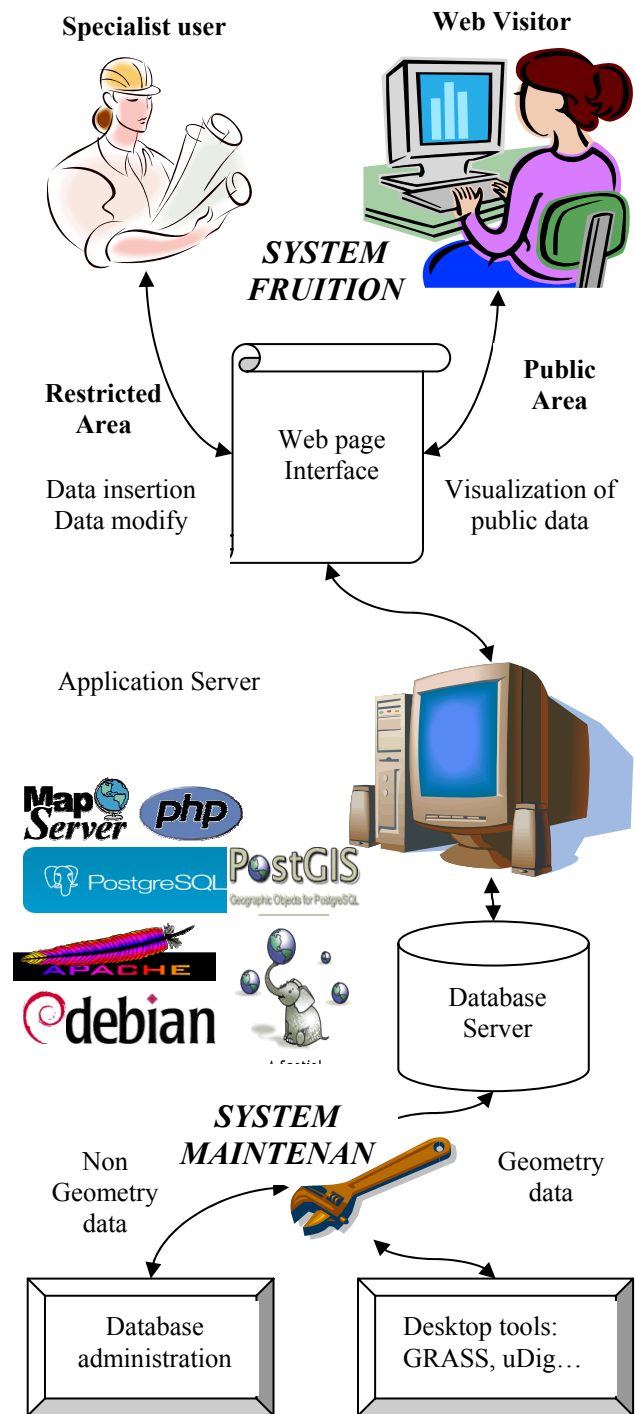 Specialist user
Web Visitor
SYSTEM
FRUITION
Restricted
Area
Public
Area
Web page
Interface
Data insertion
Data modify
Visualization of
public data
Application Server
Map
Server
php
PostgreSQL
PostGIS
Geographic Objects for PostgreSQL
APACHE
debian
Database
Server
SYSTEM
MAINTENAN
Non
Geometry
data
Geometry
data
Database
administration
Desktop tools:
GRASS, uDig…